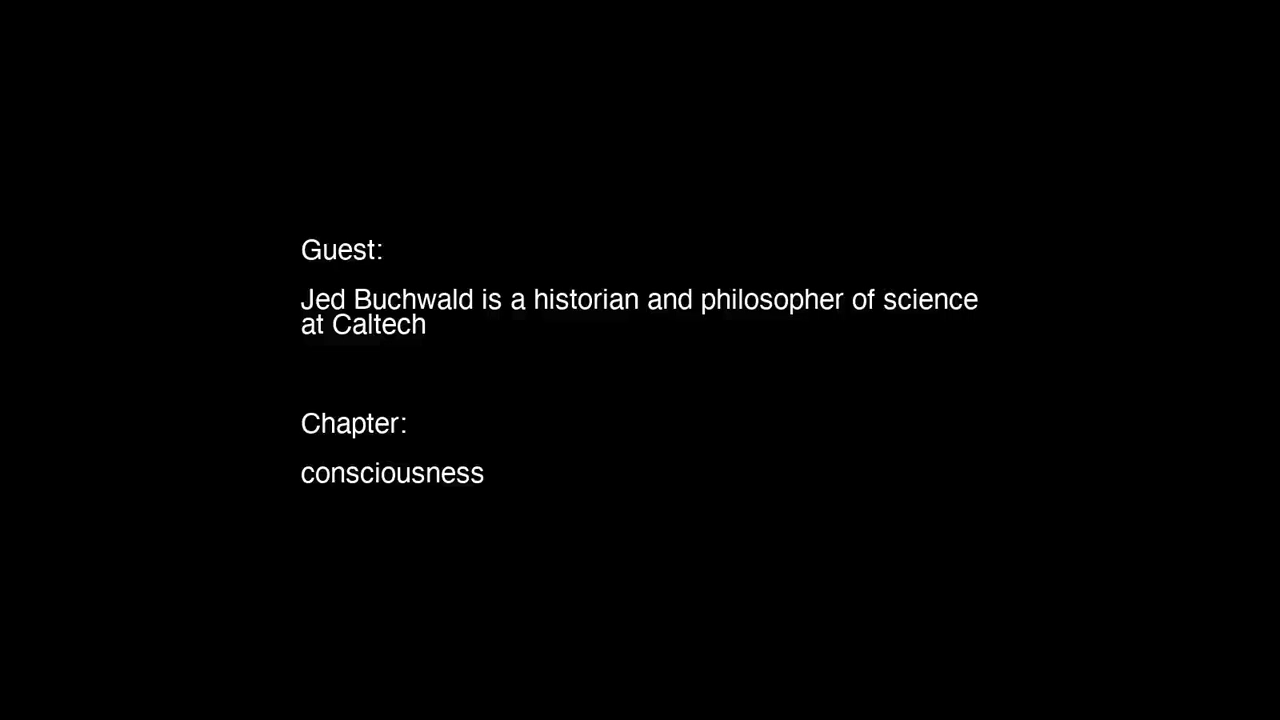 Guest:
Jed Buchwald is a historian and philosopher of science
at Caltech
Chapter:
consciousness